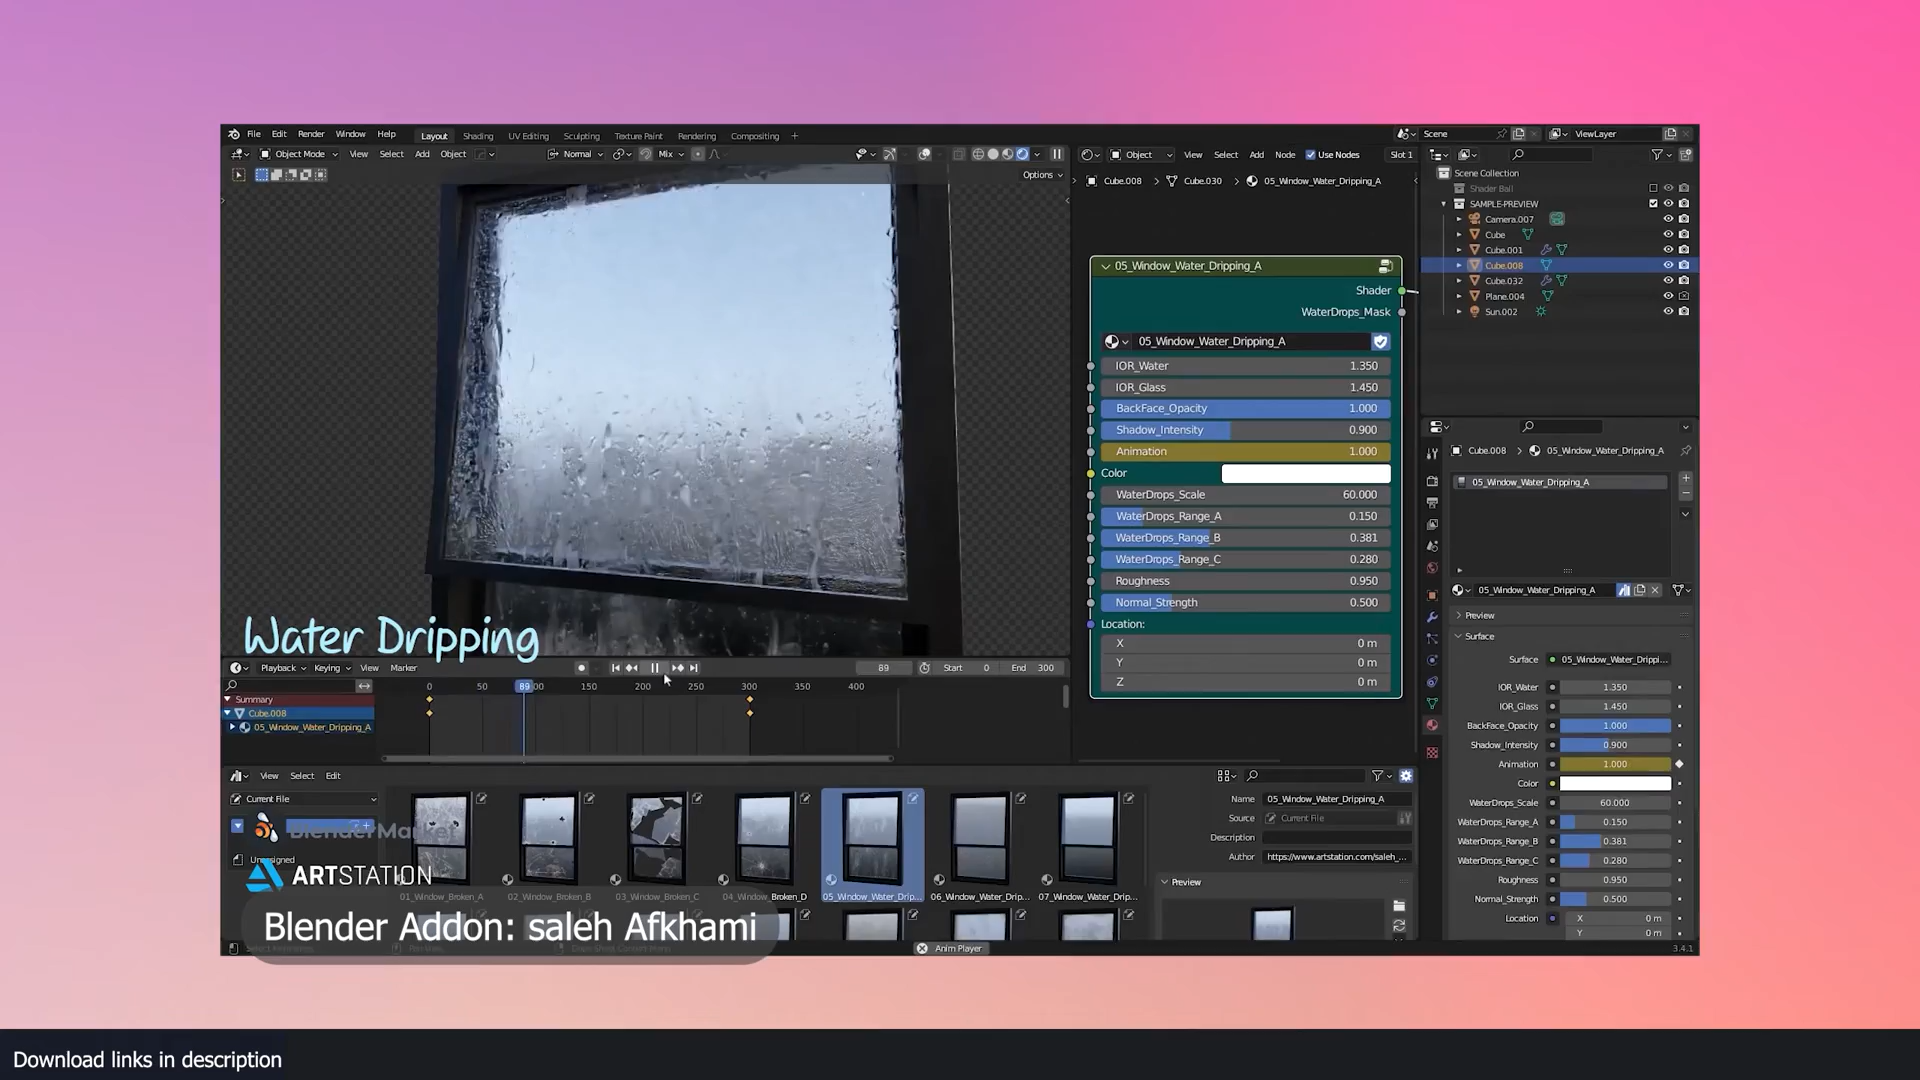 File Edit Render Window Help Layout Shading UV Editing Sculpting Texture Paint Rendering Compositing + Scene ViewLayer
Object Mode View Select Add Object Normal Mix Object View Select Add Node Use Nodes Slot 1
Options
Cube.008 > Cube.030 > 05_Window_Water_Dripping_A
Scene Collection
Shader Ball
SAMPLE-PREVIEW
Camera.007
Cube
Cube.001
Cube.008
Cube.032
Plane.004
Sun.002
05_Window_Water_Dripping_A
Shader
WaterDrops_Mask
05_Window_Water_Dripping_A
IOR_Water 1.350
IOR_Glass 1.450
BackFace_Opacity 1.000
Shadow_Intensity 0.900
Animation 1.000
Color
WaterDrops_Scale 60.000
WaterDrops_Range_A 0.150
WaterDrops_Range_B 0.381
WaterDrops_Range_C 0.280
Roughness 0.950
Normal_Strength 0.500
Location:
X 0 m
Y 0 m
Z 0 m
Cube.008 > 05_Window_Water_Dripping_A
05_Window_Water_Dripping_A
05_Window_Water_Dripping_A
Preview
Surface
Surface 05_Window_Water_Drippi...
IOR_Water 1.350
IOR_Glass 1.450
BackFace_Opacity 1.000
Shadow_Intensity 0.900
Animation 1.000
Color
WaterDrops_Scale 60.000
WaterDrops_Range_A 0.150
WaterDrops_Range_B 0.381
WaterDrops_Range_C 0.280
Roughness 0.950
Normal_Strength 0.500
Location X 0 m
Y 0 m
3.4.1
Water Dripping
Playback Keying View Marker 89 Start 0 End 300
0 50 89 100 150 200 250 300 350 400
Summary
Cube.008
05_Window_Water_Dripping_A
View Select Edit
Current File
BlenderMarket
Unassigned
ARTSTATION
01_Window_Broken_A 02_Window_Broken_B 03_Window_Broken_C 04_Window_Broken_D 05_Window_Water_Drip... 06_Window_Water_Drip... 07_Window_Water_Drip...
Name 05_Window_Water_Dripping_A
Source Current File
Description
Author https://www.artstation.com/saleh_...
Preview
Blender Addon: saleh Afkhami
Anim Player
Download links in description